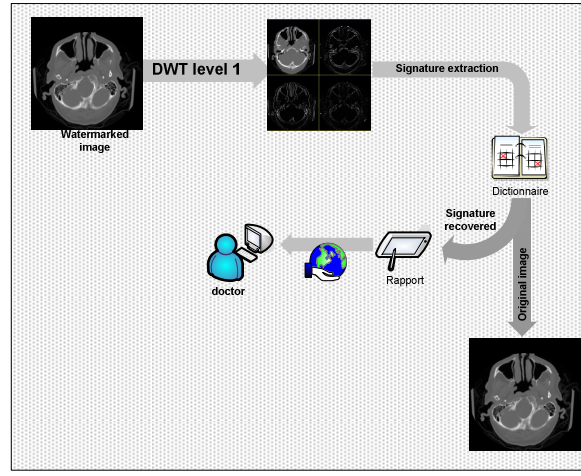 DWT level 1
Signature extraction
Watermarked
image
Dictionnaire
Signature
recovered
Original image
Rapport
doctor